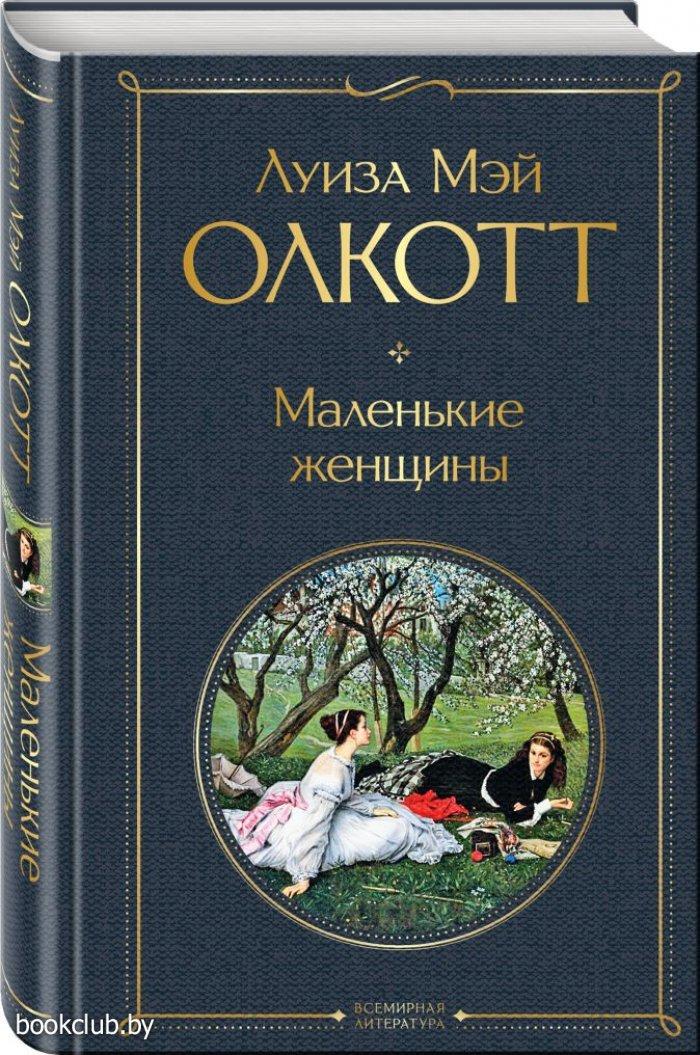 Луиза Мэй
ОЛКОТТ
Маленькие
женщины
ВСЕМИРНАЯ
ЛИТЕРАТУРА
Луиза Мэй ОЛКОТТ
Маленькие
женщины
bookclub.by